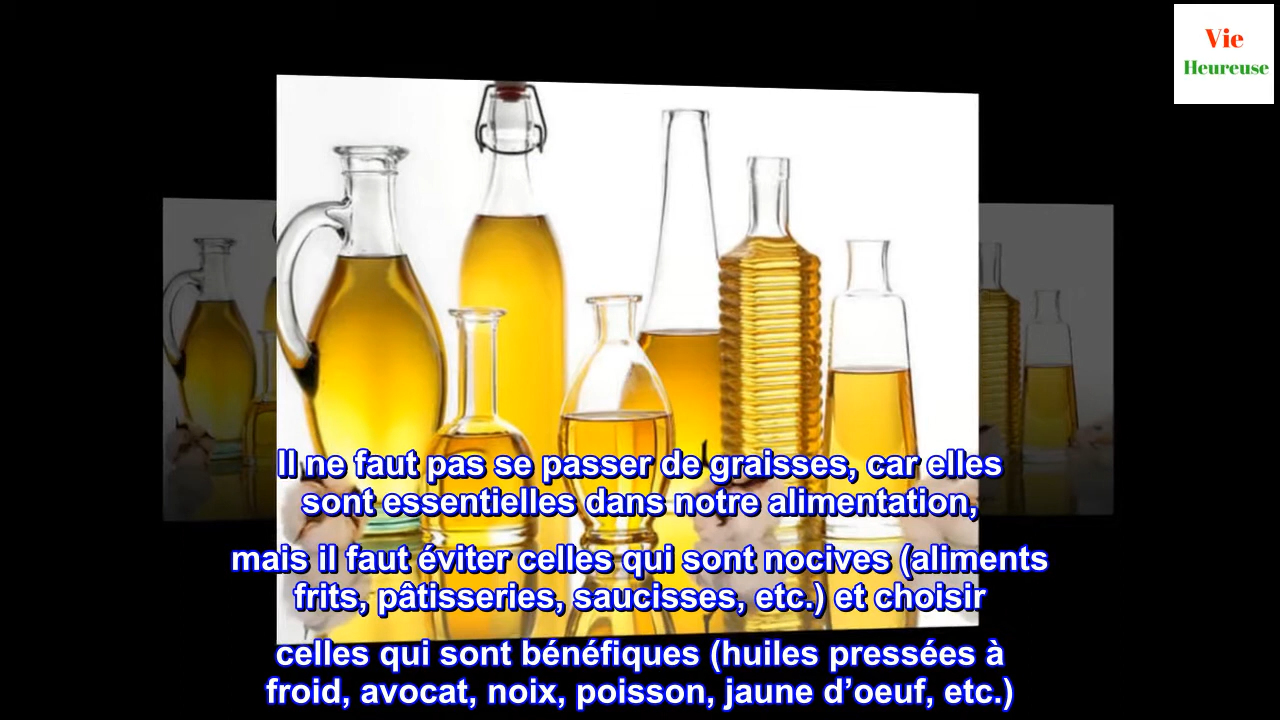 Vie
Heureuse
Il ne faut pas se passer de graisses, car elles
sont essentielles dans notre alimentation,
mais il faut éviter celles qui sont nocives (aliments
frits, pâtisseries, saucisses, etc.) et choisir
celles qui sont bénéfiques (huiles pressées à
froid, avocat, noix, poisson, jaune d’oeuf, etc.)